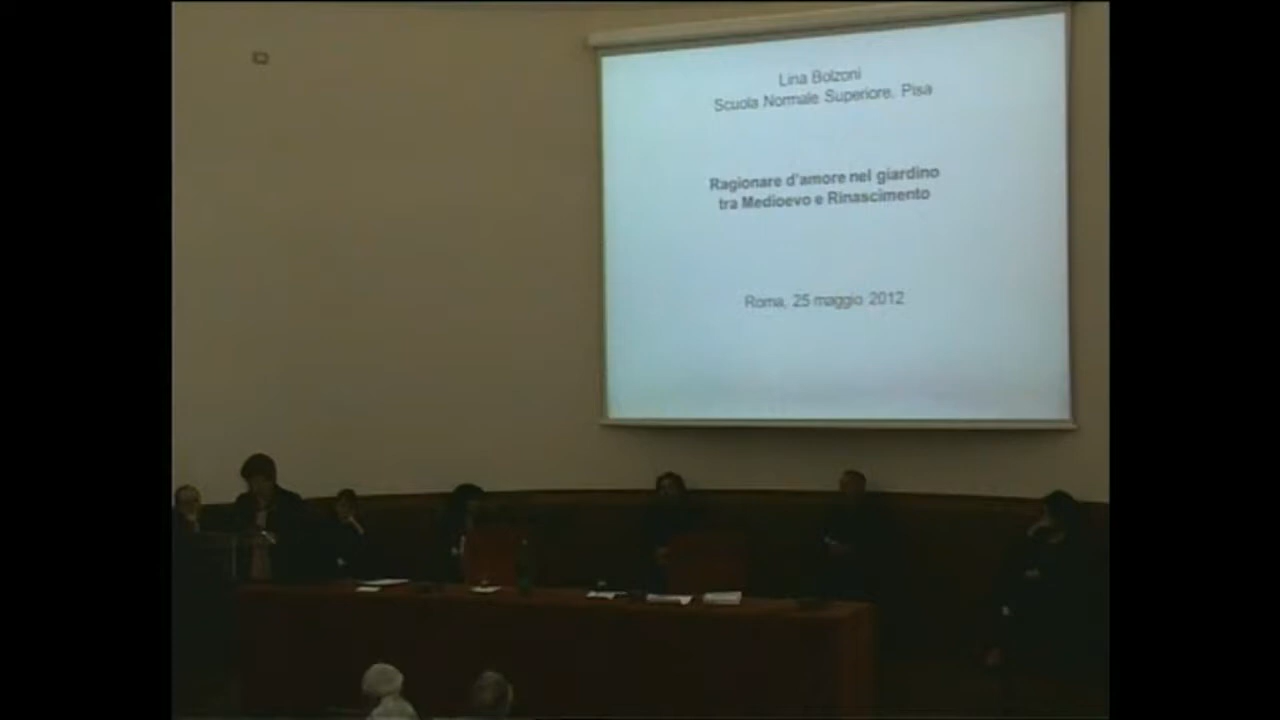 Lina Bolzoni
Scuola Normale Superiore, Pisa
Ragionare d'amore nel giardino
tra Medioevo e Rinascimento
Roma, 25 maggio 2012